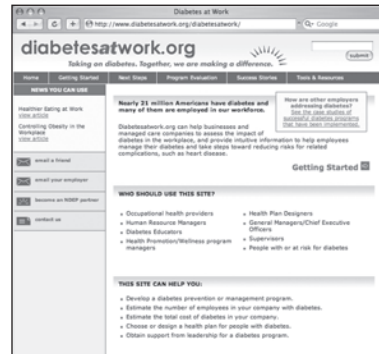 Diabetes at Work
http://www.diabetesatwork.org/diabetesatwork/
Google
diabetesatwork.org
Taking on diabetes. Together, we are making a difference.
submit
Home
Getting Started
Next Steps
Program Evaluation
Success Stories
Tools & Resources
NEWS YOU CAN USE
Healthier Eating at Work
view article
Controlling Obesity in the
Workplace
view article
email a friend
email your employer
become an NDEP partner
contact us
Nearly 21 million Americans have diabetes and
many of them are employed in our workforce.
Diabetesatwork.org can help businesses and
managed care companies to assess the impact of
diabetes in the workplace, and provide intuitive information to help employees
manage their diabetes and take steps toward reducing risks for related
complications, such as heart disease.
How are other employers
addressing diabetes?
See the case studies of
successful diabetes programs
that have been implemented.
Getting Started
WHO SHOULD USE THIS SITE?
Occupational health providers
Human Resource Managers
Diabetes Educators
Health Promotion/Wellness program
managers
Health Plan Designers
General Managers/Chief Executive
Officers
Supervisors
People with or at risk for diabetes
THIS SITE CAN HELP YOU:
Develop a diabetes prevention or management program.
Estimate the number of employees in your company with diabetes.
Estimate the total cost of diabetes in your company.
Choose or design a health plan for people with diabetes.
Obtain support from leadership for a diabetes program.